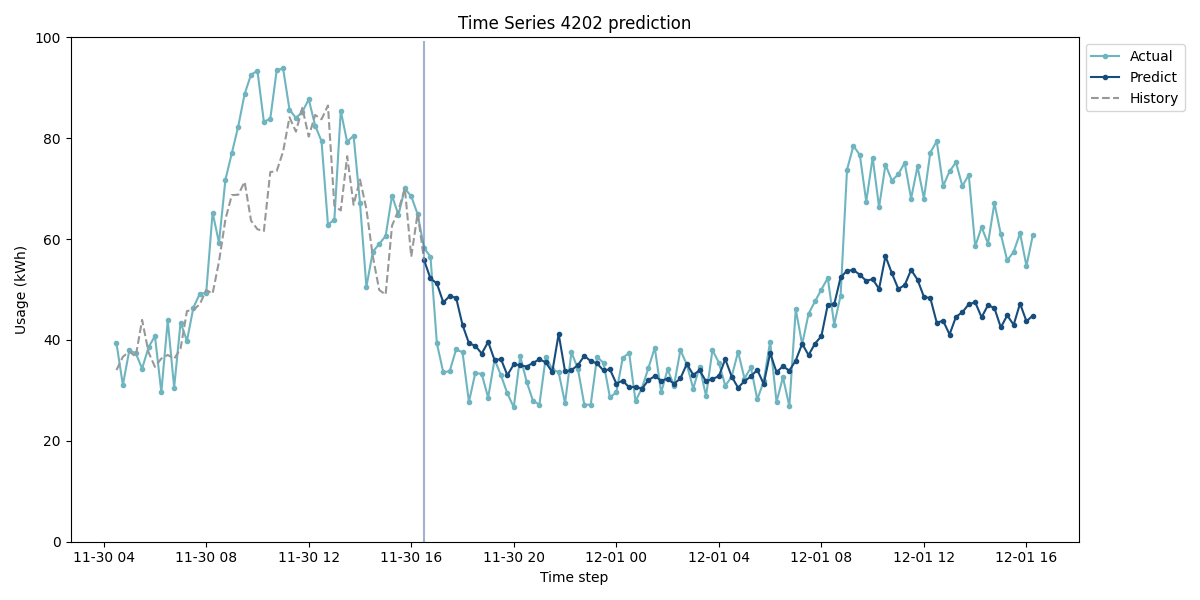 Time Series 4202 prediction
Usage (kWh)
100
80
60
40
20
0
11-30 04
11-30 08
11-30 12
11-30 16
11-30 20
12-01 00
12-01 04
12-01 08
12-01 12
12-01 16
Time step
Actual
Predict
History